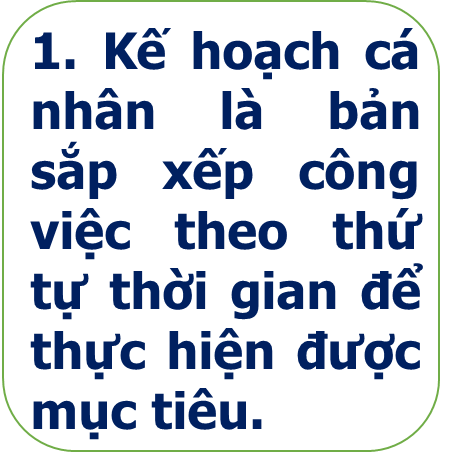 1. Kế hoạch cá
nhân là bản
sắp xếp công
việc theo thứ
tự thời gian để
thực hiện được
mục tiêu.